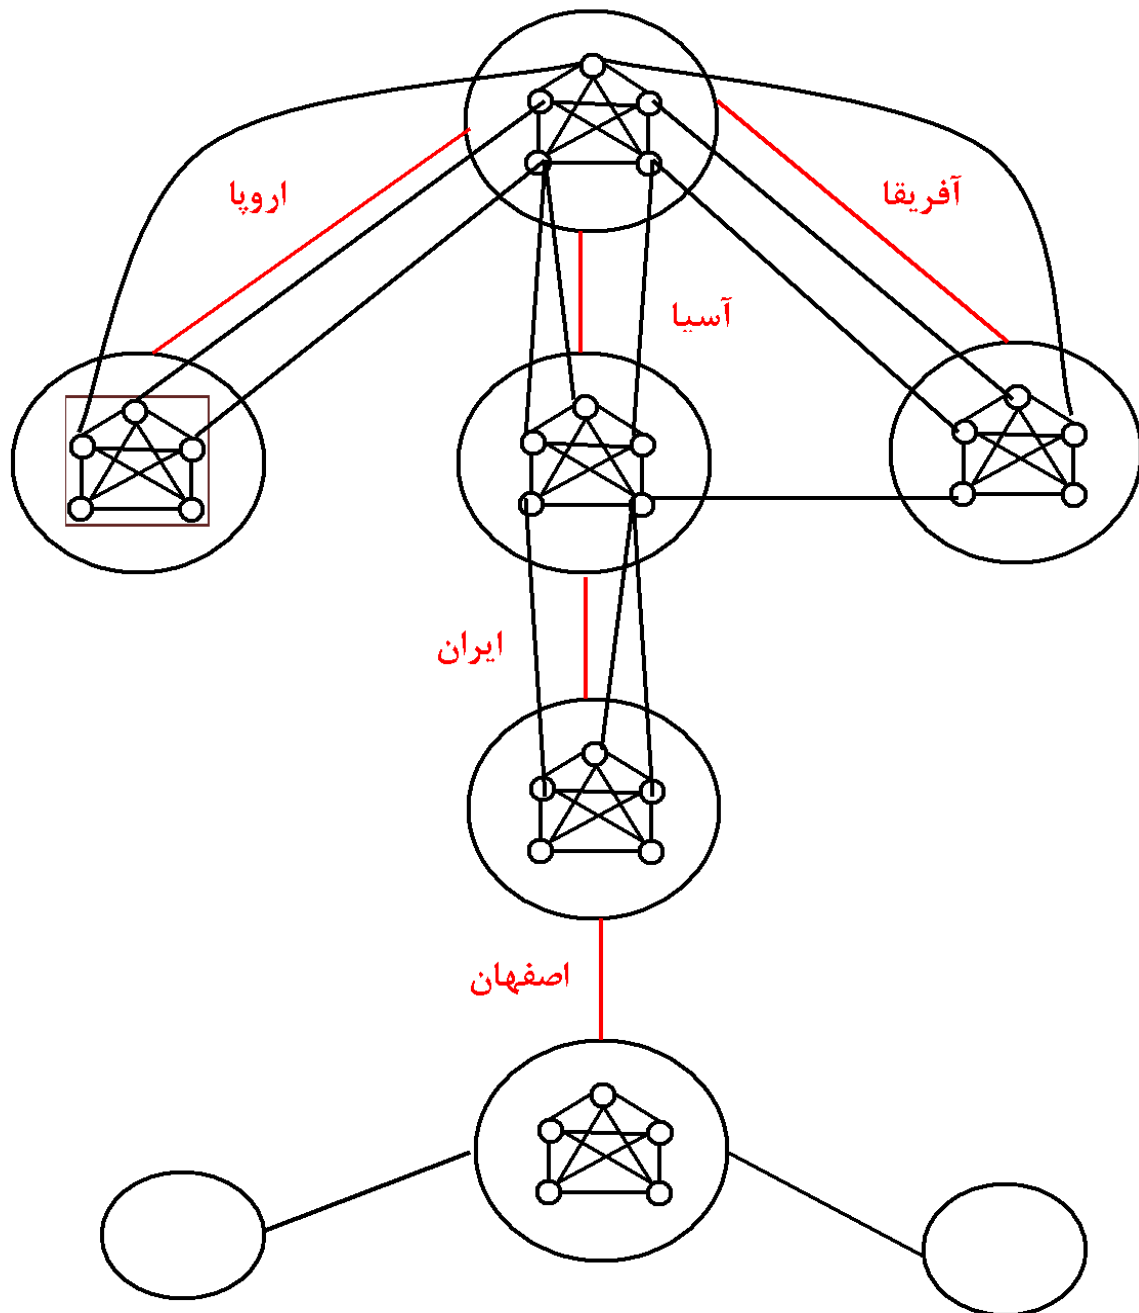 اروپا
آفریقا
آسیا
ایران
اصفهان